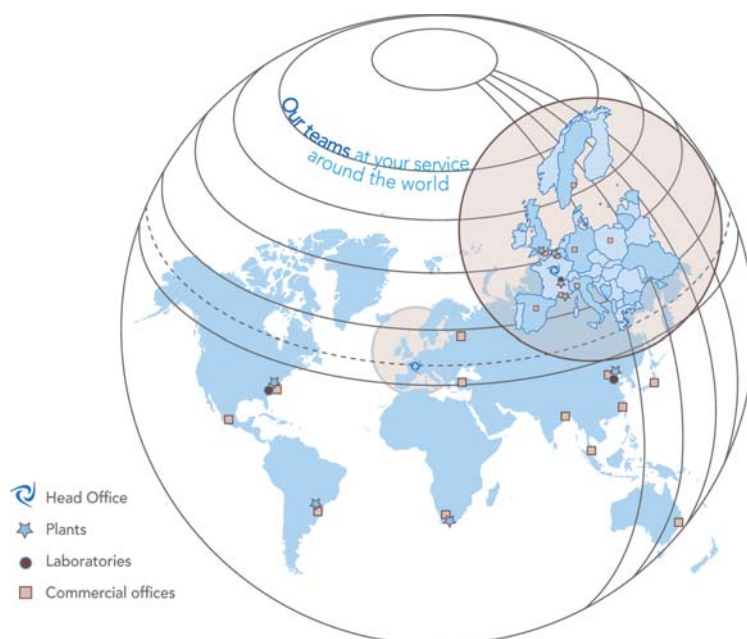 Our teams at your service
around the world
Head Office
Plants
Laboratories
Commercial offices